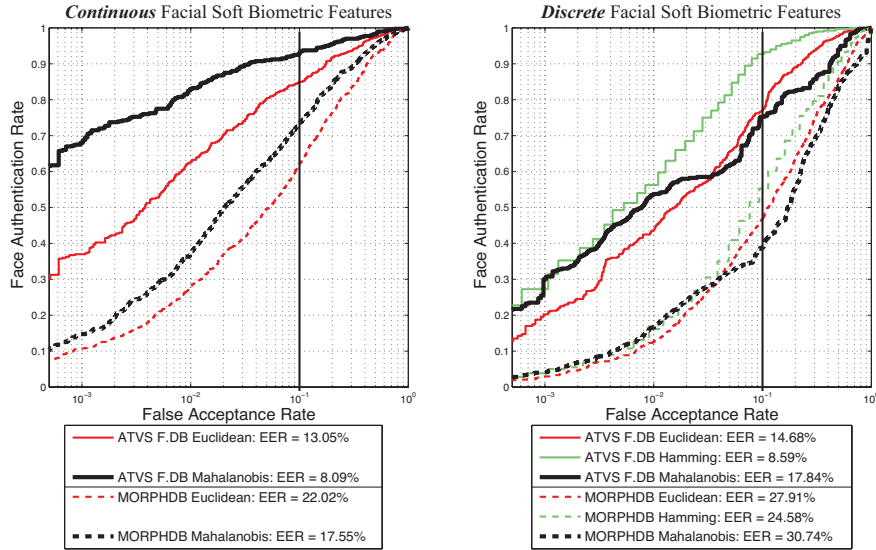 Continuous Facial Soft Biometric Features
Face Authentication Rate
1
0.9
0.8
0.7
0.6
0.5
0.4
0.3
0.2
0.1
0
10⁻³
10⁻²
10⁻¹
10⁰
False Acceptance Rate
ATVS F.DB Euclidean: EER = 13.05%
ATVS F.DB Mahalanobis: EER = 8.09%
MORPHDB Euclidean: EER = 22.02%
MORPHDB Mahalanobis: EER = 17.55%
Discrete Facial Soft Biometric Features
Face Authentication Rate
1
0.9
0.8
0.7
0.6
0.5
0.4
0.3
0.2
0.1
0
10⁻³
10⁻²
10⁻¹
10⁰
False Acceptance Rate
ATVS F.DB Euclidean: EER = 14.68%
ATVS F.DB Hamming: EER = 8.59%
ATVS F.DB Mahalanobis: EER = 17.84%
MORPHDB Euclidean: EER = 27.91%
MORPHDB Hamming: EER = 24.58%
MORPHDB Mahalanobis: EER = 30.74%